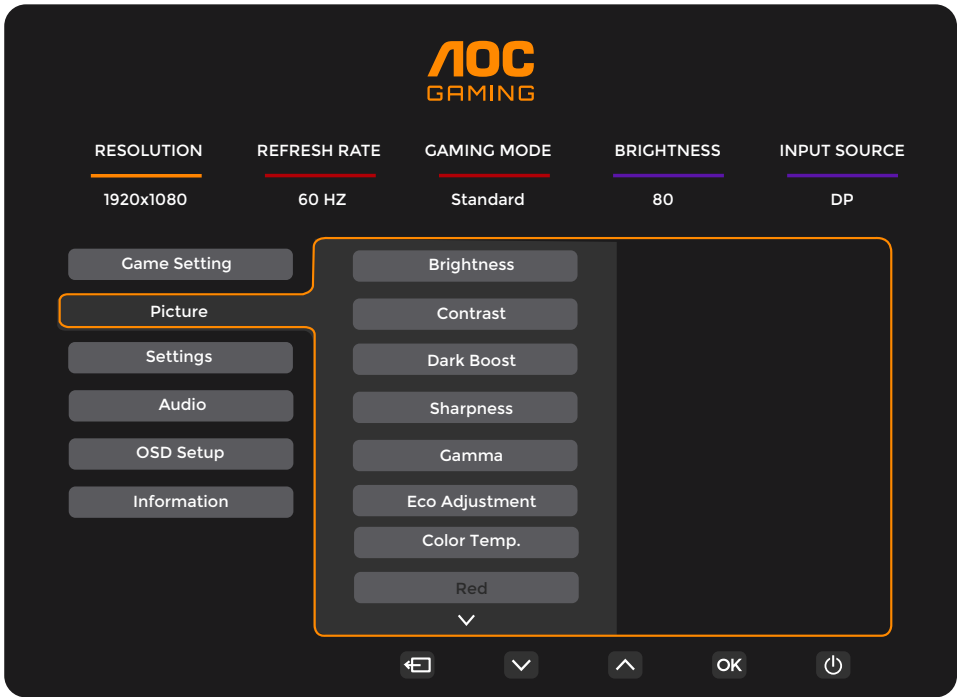 AOC
GAMING
RESOLUTION REFRESH RATE GAMING MODE BRIGHTNESS INPUT SOURCE
1920x1080 60 HZ Standard 80 DP
Game Setting
Picture
Settings
Audio
OSD Setup
Information
Brightness
Contrast
Dark Boost
Sharpness
Gamma
Eco Adjustment
Color Temp.
Red
OK